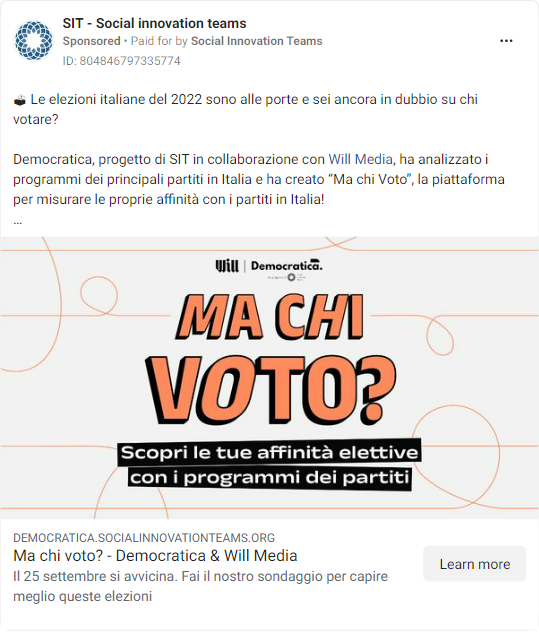 SIT - Social innovation teams
Sponsored • Paid for by Social Innovation Teams
ID: 804846797335774
🗳 Le elezioni italiane del 2022 sono alle porte e sei ancora in dubbio su chi
votare?
Democratica, progetto di SIT in collaborazione con Will Media, ha analizzato i
programmi dei principali partiti in Italia e ha creato “Ma chi Voto”, la piattaforma
per misurare le proprie affinità con i partiti in Italia!
...
Will | Democratica.
MA CHI
VOTO?
Scopri le tue affinità elettive
con i programmi dei partiti
DEMOCRATICA.SOCIALINNOVATIONTEAMS.ORG
Ma chi voto? - Democratica & Will Media
Il 25 settembre si avvicina. Fai il nostro sondaggio per capire
meglio queste elezioni
Learn more